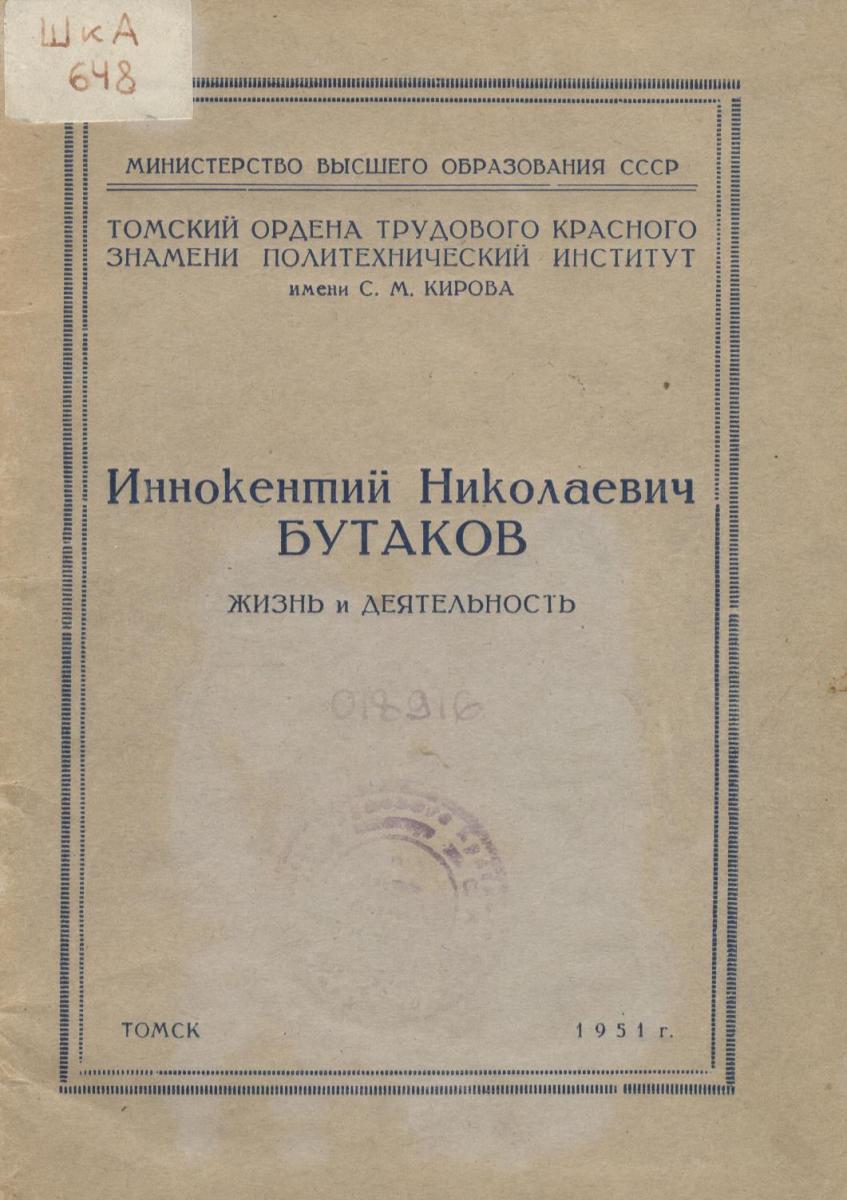 ШкА
648
МИНИСТЕРСТВО ВЫСШЕГО ОБРАЗОВАНИЯ СССР
ТОМСКИЙ ОРДЕНА ТРУДОВОГО КРАСНОГО
ЗНАМЕНИ ПОЛИТЕХНИЧЕСКИЙ ИНСТИТУТ
имени С. М. КИРОВА
Иннокентий Николаевич
БУТАКОВ
ЖИЗНЬ и ДЕЯТЕЛЬНОСТЬ
018916
ТОМСК 1951 г.